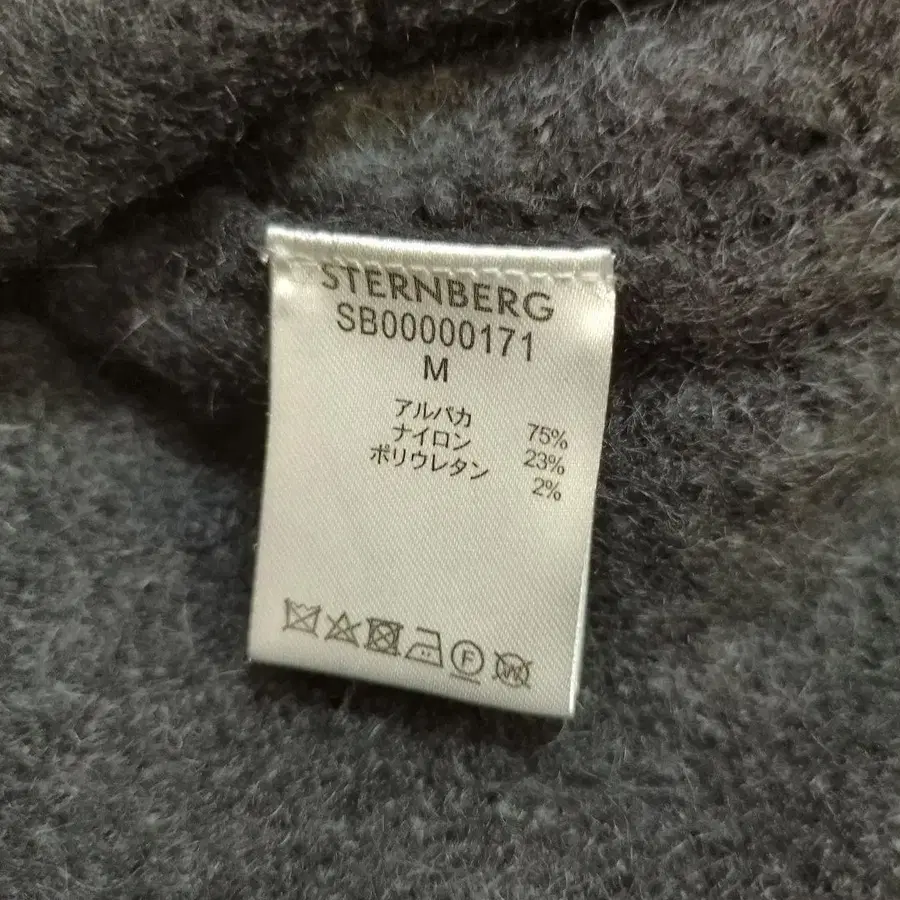 STERNBERG
SB00000171
M
アルパカ 75%
ナイロン 23%
ポリウレタン 2%
F
W